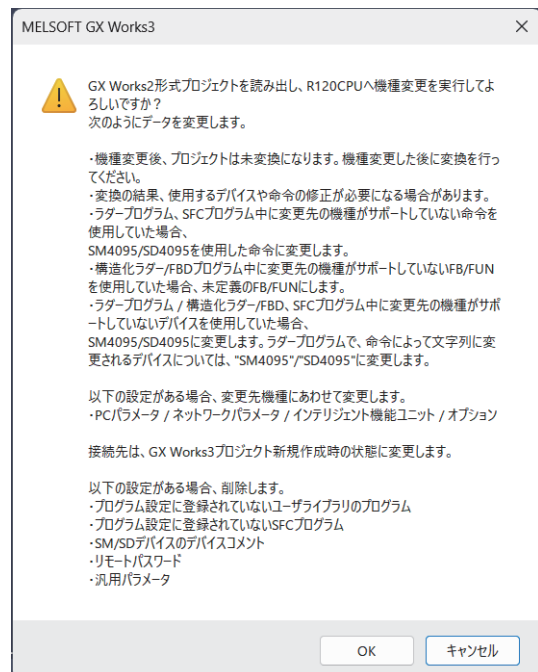 MELSOFT GX Works3
GX Works2形式プロジェクトを読み出し、R120CPUへ機種変更を実行してよ
ろしいですか？
次のようにデータを変更します。
・機種変更後、プロジェクトは未変換になります。機種変更した後に変換を行っ
てください。
・変換の結果、使用するデバイスや命令の修正が必要になる場合があります。
・ラダープログラム、SFCプログラム中に変更先の機種がサポートしていない命令を
使用していた場合、
SM4095/SD4095を使用した命令に変更します。
・構造化ラダー/FBDプログラム中に変更先の機種がサポートしていないFB/FUN
を使用していた場合、未定義のFB/FUNにします。
・ラダープログラム / 構造化ラダー/FBD、SFCプログラム中に変更先の機種がサポ
ートしていないデバイスを使用していた場合、
SM4095/SD4095に変更します。ラダープログラムで、命令によって文字列に変
更されるデバイスについては、"SM4095"/"SD4095"に変更します。
以下の設定がある場合、変更先機種にあわせて変更します。
・PCパラメータ / ネットワークパラメータ / インテリジェント機能ユニット / オプション
接続先は、GX Works3プロジェクト新規作成時の状態に変更します。
以下の設定がある場合、削除します。
・プログラム設定に登録されていないユーザライブラリのプログラム
・プログラム設定に登録されていないSFCプログラム
・SM/SDデバイスのデバイスコメント
・リモートパスワード
・汎用パラメータ
OK
キャンセル